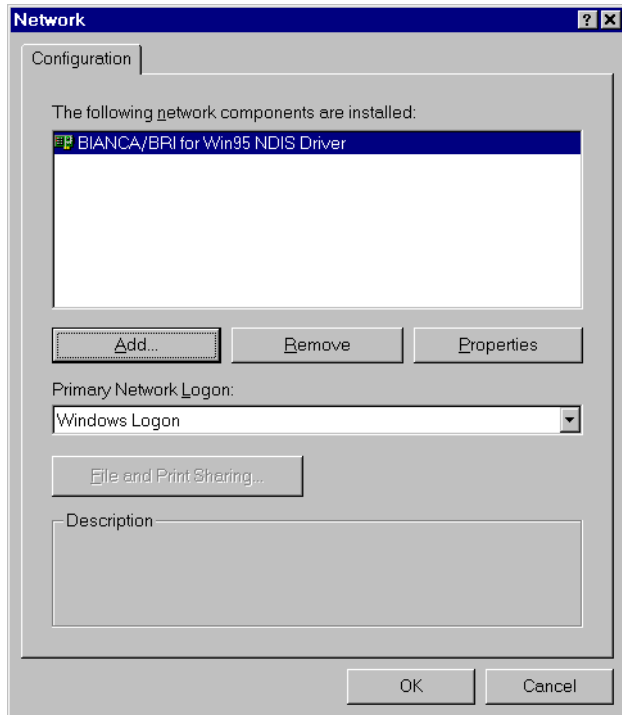 Network
Configuration
The following network components are installed:
BIANCA/BRI for Win95 NDIS Driver
Add... Remove Properties
Primary Network Logon:
Windows Logon
File and Print Sharing...
Description
OK Cancel